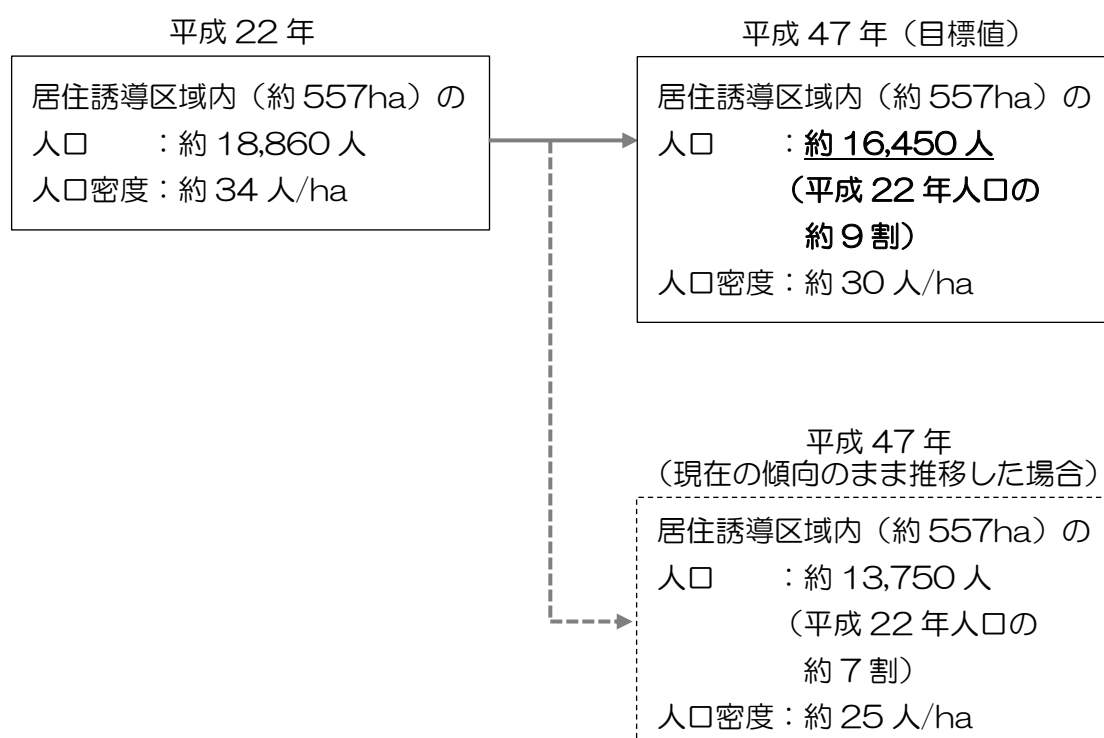 平成 22 年
居住誘導区域内（約 557ha）の
人口　　：約 18,860 人
人口密度：約 34 人/ha
平成 47 年（目標値）
居住誘導区域内（約 557ha）の
人口　　：約 16,450 人
（平成 22 年人口の
約 9 割）
人口密度：約 30 人/ha
平成 47 年
（現在の傾向のまま推移した場合）
居住誘導区域内（約 557ha）の
人口　　：約 13,750 人
（平成 22 年人口の
約 7 割）
人口密度：約 25 人/ha